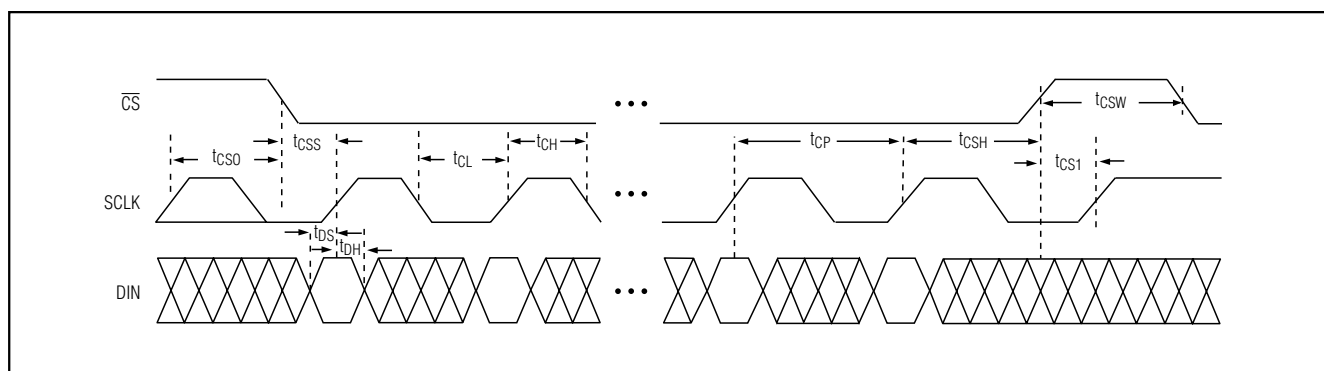 CS
tCSS
tCH
tCP
tCSH
tCSW
tCSO
tCL
tCS1
SCLK
tDS
tDH
DIN